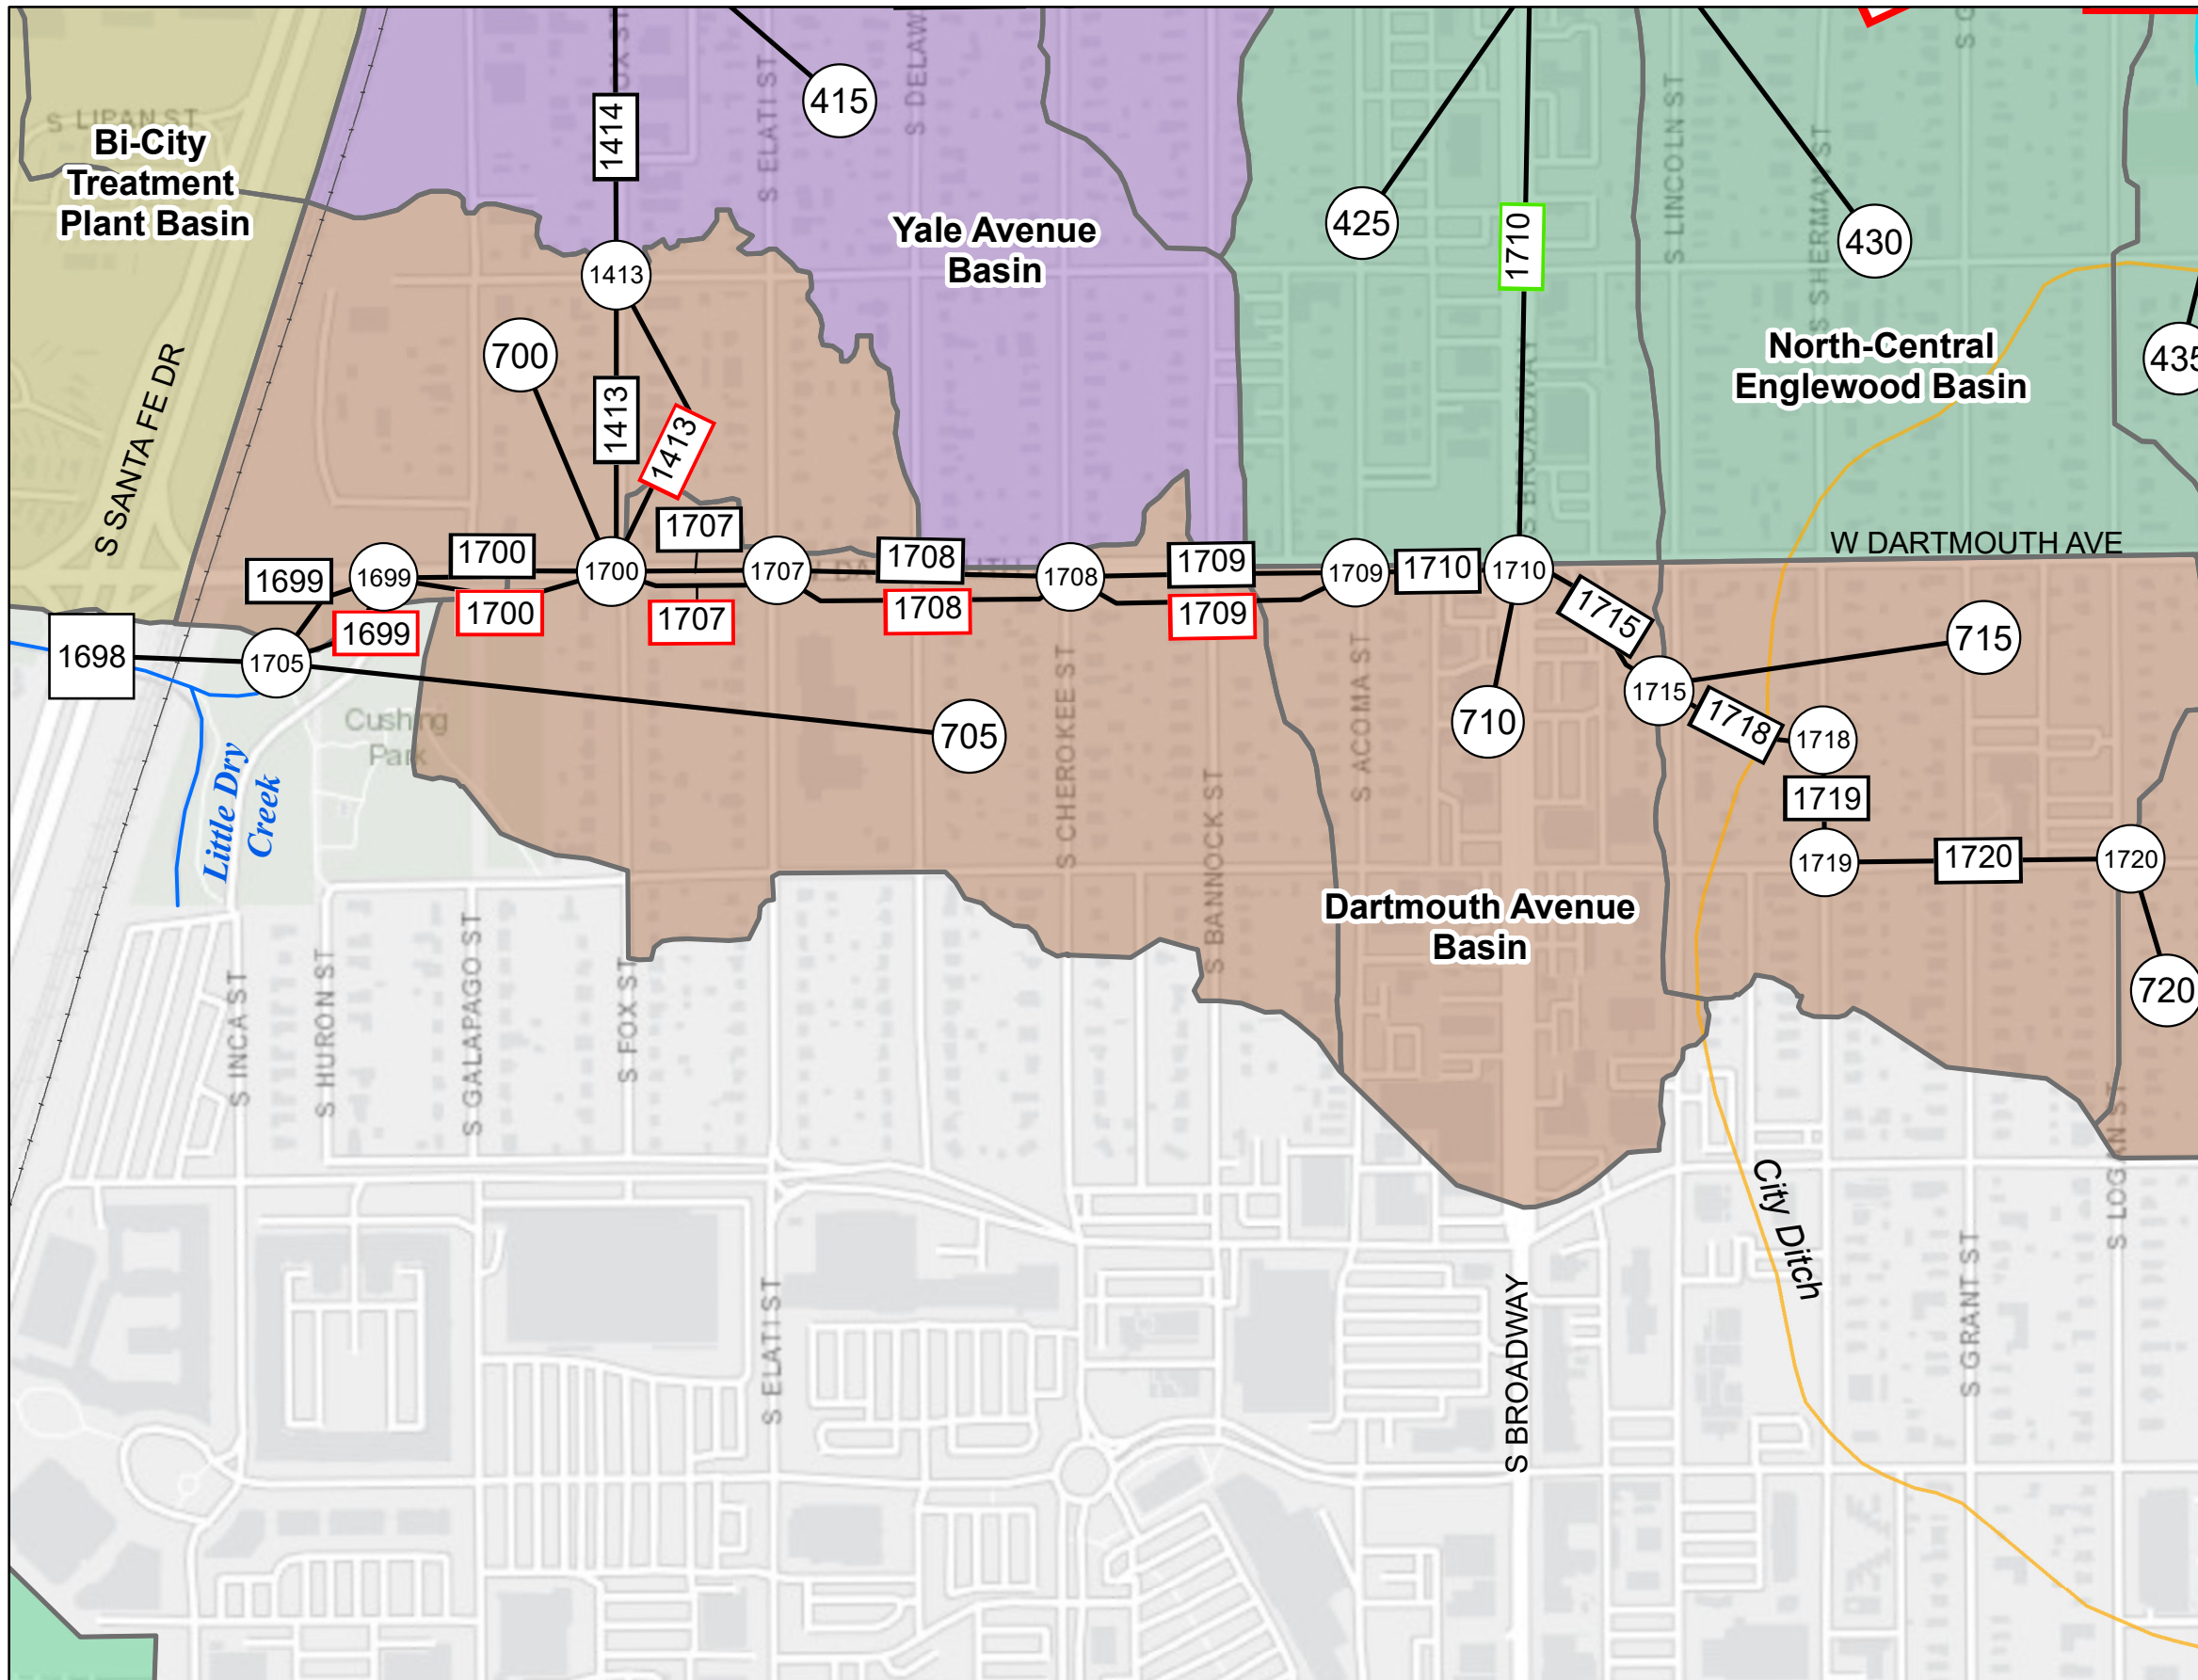 S LIPAN ST
Bi-City
Treatment
Plant Basin
S SANTA FE DR
1414
415
S ELATI ST
S DELAW
Yale Avenue
Basin
1413
700
1413
1413
425
1710
S LINCOLN ST
S SHERMAN ST
430
North-Central
Englewood Basin
435
S BROADWAY
W DARTMOUTH AVE
1699
1699
1699
1700
1700
1700
1707
1707
1707
1708
1708
1708
1709
1709
1709
1710
1710
1715
1715
715
1718
1718
1719
1719
1720
1720
720
1698
1705
705
710
Cushing
Park
Little Dry
Creek
S CHEROKEE ST
S BANNOCK ST
S ACOMA ST
Dartmouth Avenue
Basin
S INCA ST
S HURON ST
S GALAPAGO ST
S FOX ST
S ELATI ST
S BROADWAY
City Ditch
S GRANT ST
S LOGAN ST